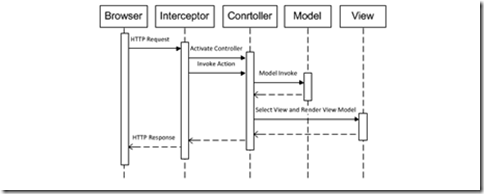 Browser
Interceptor
Conrtoller
Model
View
HTTP Request
Activate Controller
Invoke Action
Model Invoke
Select View and Render View Model
HTTP Response